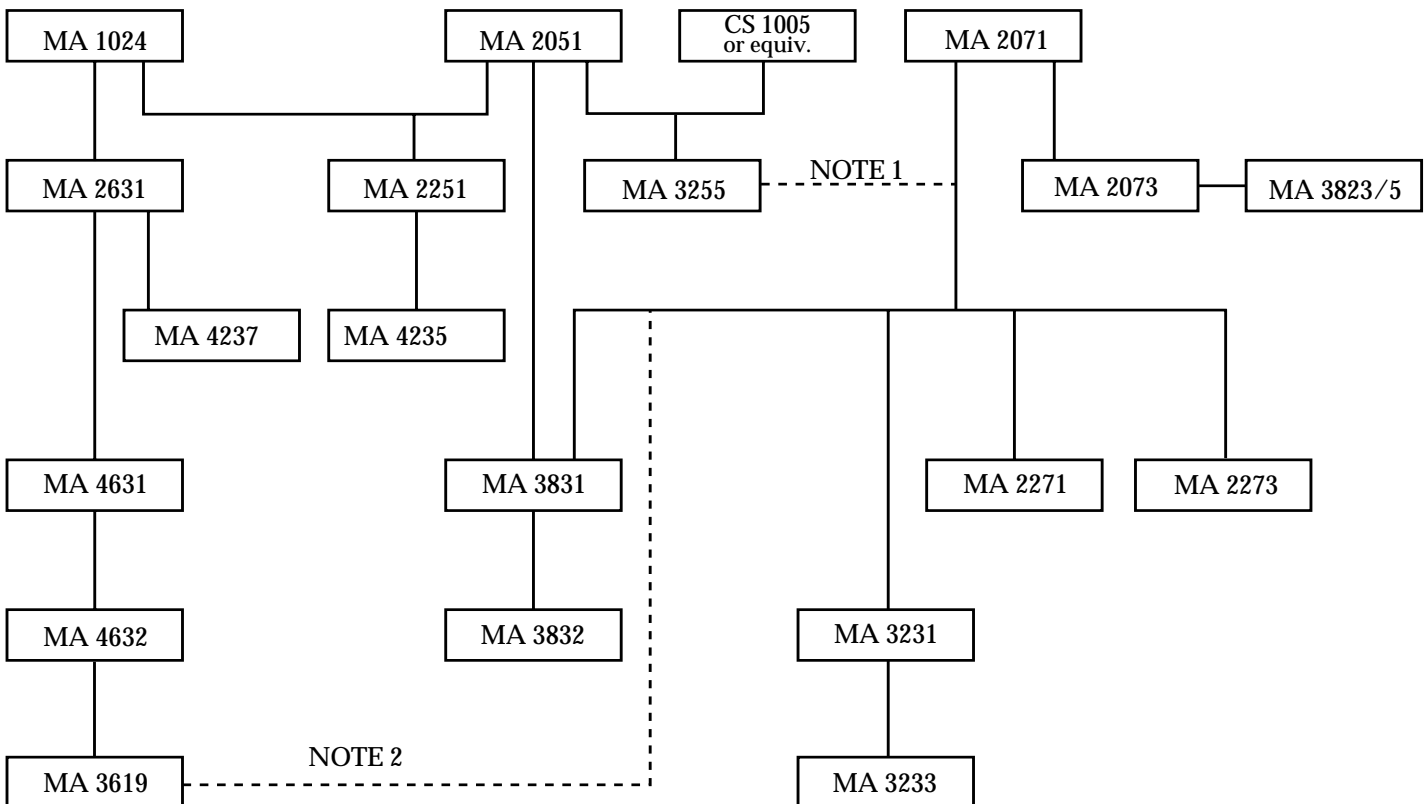 MA 1024
MA 2051
CS 1005
or equiv.
MA 2071
MA 2631
MA 2251
MA 3255
NOTE 1
MA 2073
MA 3823/5
MA 4237
MA 4235
MA 4631
MA 3831
MA 2271
MA 2273
MA 4632
MA 3832
MA 3231
MA 3619
NOTE 2
MA 3233